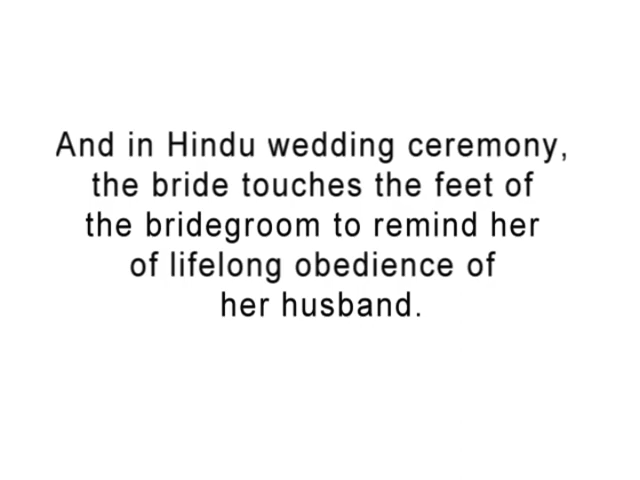 And in Hindu wedding ceremony,
the bride touches the feet of
the bridegroom to remind her
of lifelong obedience of
her husband.